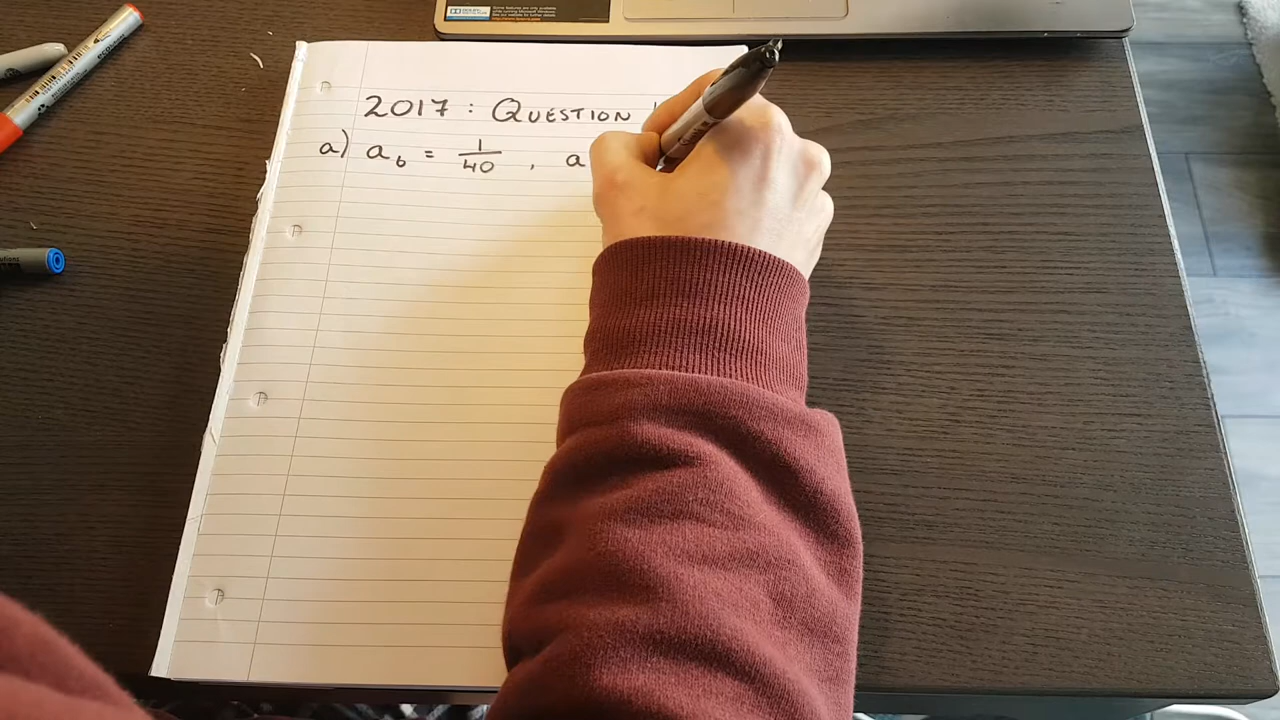 2017 : QUESTION
a) a₆ = 1/40 , a